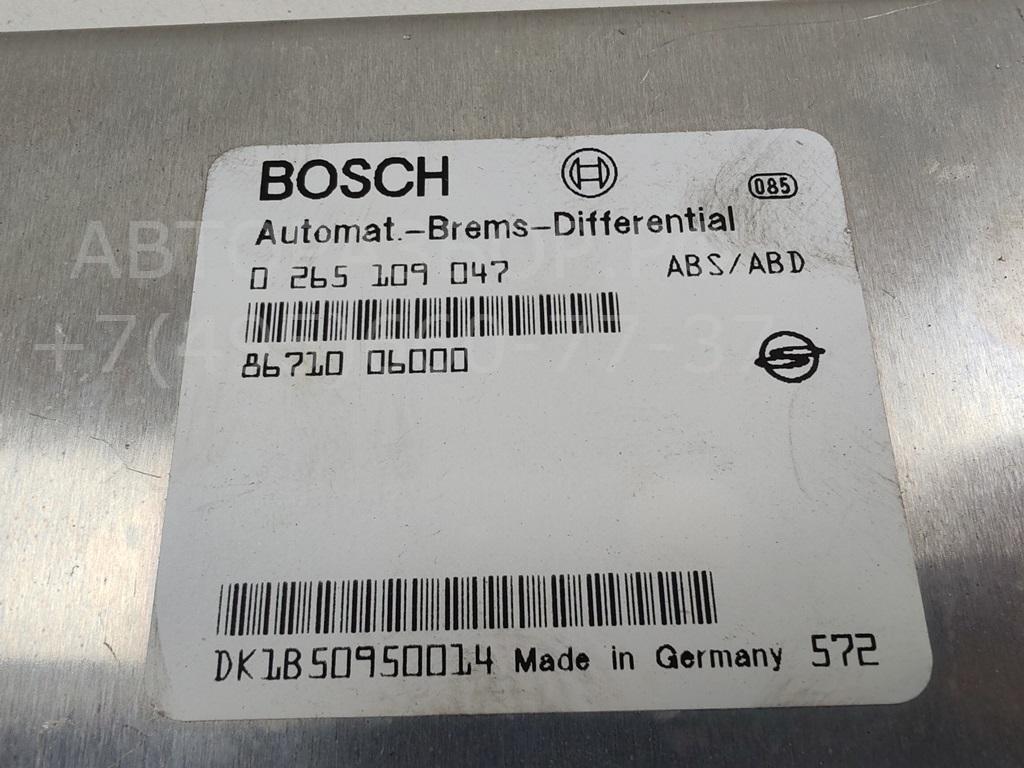 BOSCH
085
Automat.-Brems-Differential
0 265 109 047 ABS/ABD
86710 06000
DK1B50950014 Made in Germany 572